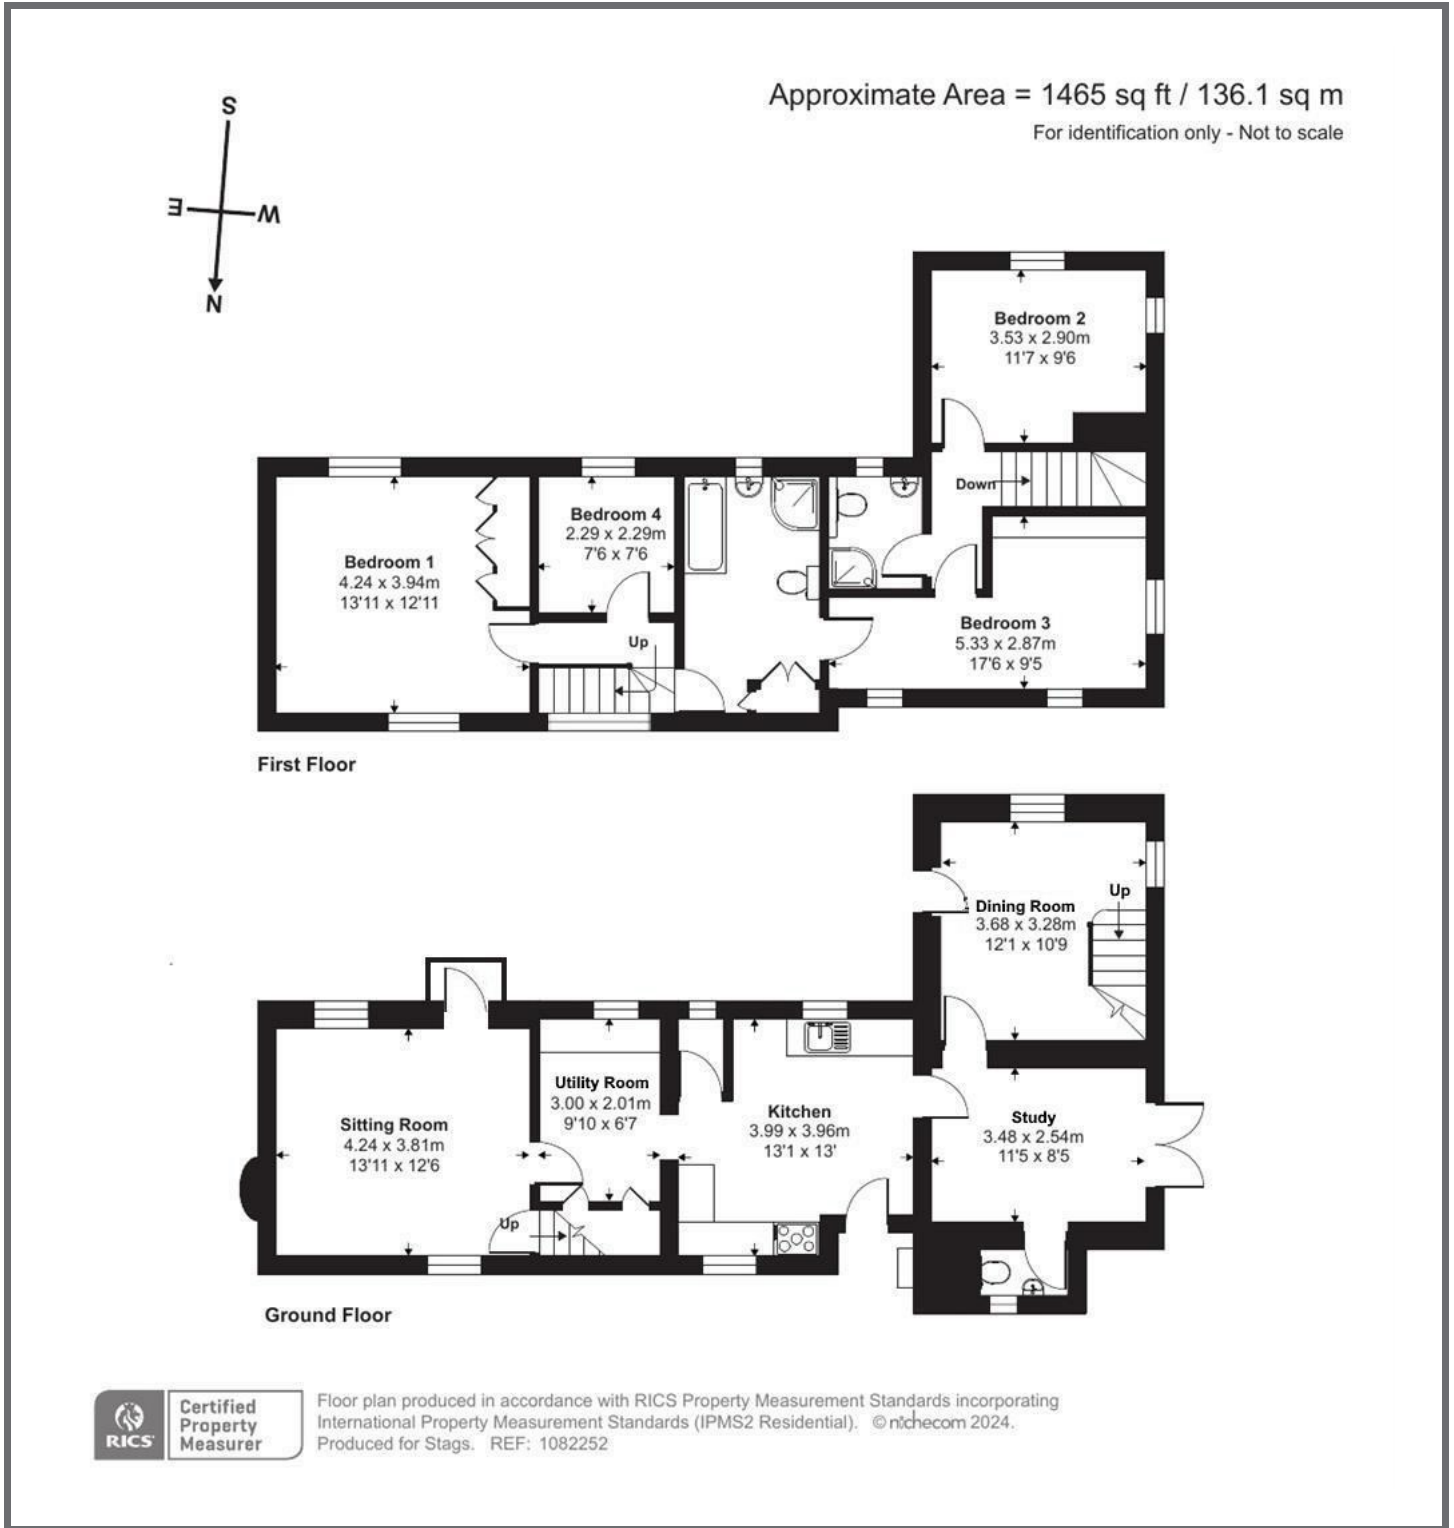 Approximate Area = 1465 sq ft / 136.1 sq m
For identification only - Not to scale
S
E
W
N
Bedroom 2
3.53 x 2.90m
11'7 x 9'6
Down
Bedroom 1
4.24 x 3.94m
13'11 x 12'11
Bedroom 4
2.29 x 2.29m
7'6 x 7'6
Up
Bedroom 3
5.33 x 2.87m
17'6 x 9'5
First Floor
Dining Room
3.68 x 3.28m
12'1 x 10'9
Up
Sitting Room
4.24 x 3.81m
13'11 x 12'6
Utility Room
3.00 x 2.01m
9'10 x 6'7
Up
Kitchen
3.99 x 3.96m
13'1 x 13'
Study
3.48 x 2.54m
11'5 x 8'5
Ground Floor
RICS
Certified
Property
Measurer
Floor plan produced in accordance with RICS Property Measurement Standards incorporating
International Property Measurement Standards (IPMS2 Residential). © nichecom 2024.
Produced for Stags. REF: 1082252